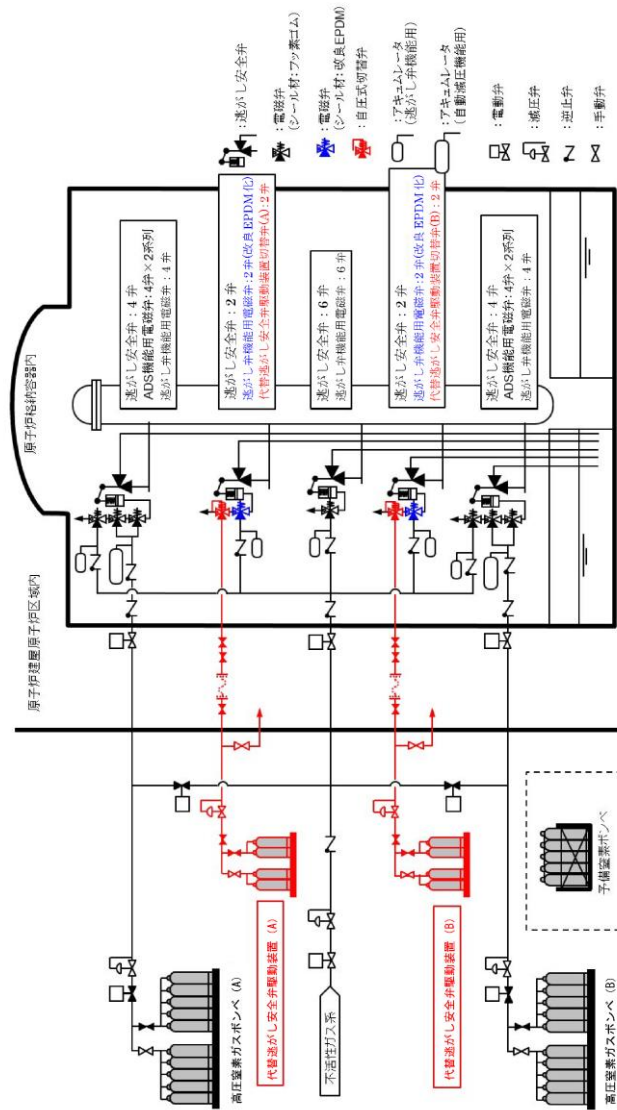 原子炉格納容器内
原子炉建屋原子炉区域内
逃がし安全弁：4 弁
ADS機能用電磁弁：4弁×2系列
逃がし弁機能用電磁弁：4 弁
逃がし安全弁：2 弁
逃がし弁機能用電磁弁：2 弁(改良 EPDM 化)
代替逃がし安全弁駆動装置切替弁(A)：2 弁
逃がし安全弁：6 弁
逃がし弁機能用電磁弁：6 弁
逃がし安全弁：2 弁
逃がし弁機能用電磁弁：2 弁(改良 EPDM 化)
代替逃がし安全弁駆動装置切替弁(B)：2 弁
逃がし安全弁：4 弁
ADS機能用電磁弁：4弁×2系列
逃がし弁機能用電磁弁：4 弁
：逃がし安全弁
：電磁弁
(シール材：フッ素ゴム)
：電磁弁
(シール材：改良EPDM)
：自圧式切替弁
：アキュムレータ
(逃がし弁機能用)
：アキュムレータ
(自動減圧機能用)
：電動弁
：減圧弁
：逆止弁
：手動弁
高圧窒素ガスボンベ (A)
代替逃がし安全弁駆動装置 (A)
不活性ガス系
代替逃がし安全弁駆動装置 (B)
高圧窒素ガスボンベ (B)
予備窒素ボンベ